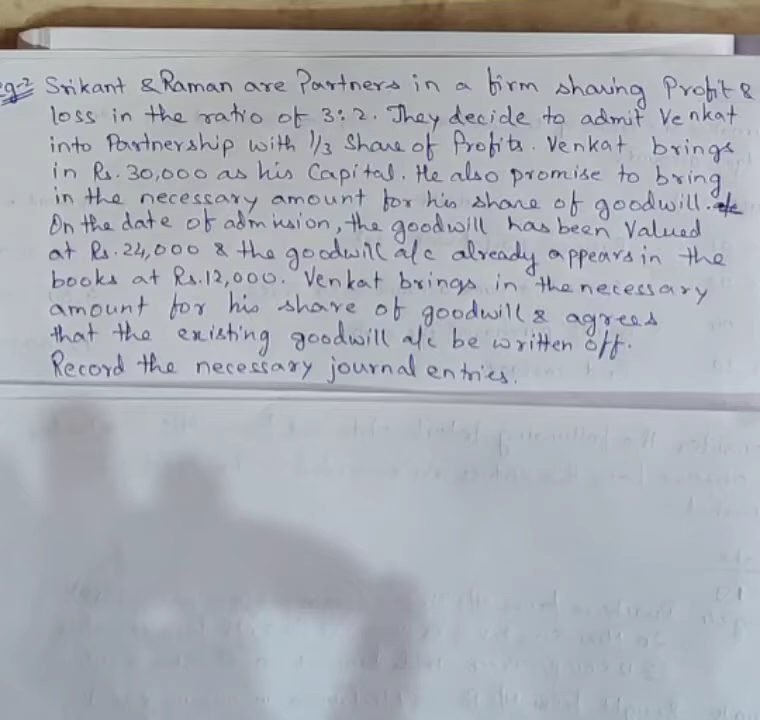 eg-2 Srikant & Raman are Partners in a firm sharing Profit &
loss in the ratio of 3:2. They decide to admit Venkat
into Partnership with 1/3 Share of Profits. Venkat brings
in Rs.30,000 as his Capital. He also promise to bring
in the necessary amount for his share of goodwill.
On the date of admission, the goodwill has been Valued
at Rs.24,000 & the goodwill a/c already appears in the
books at Rs.12,000. Venkat brings in the necessary
amount for his share of goodwill & agrees
that the existing goodwill a/c be written off.
Record the necessary journal entries.